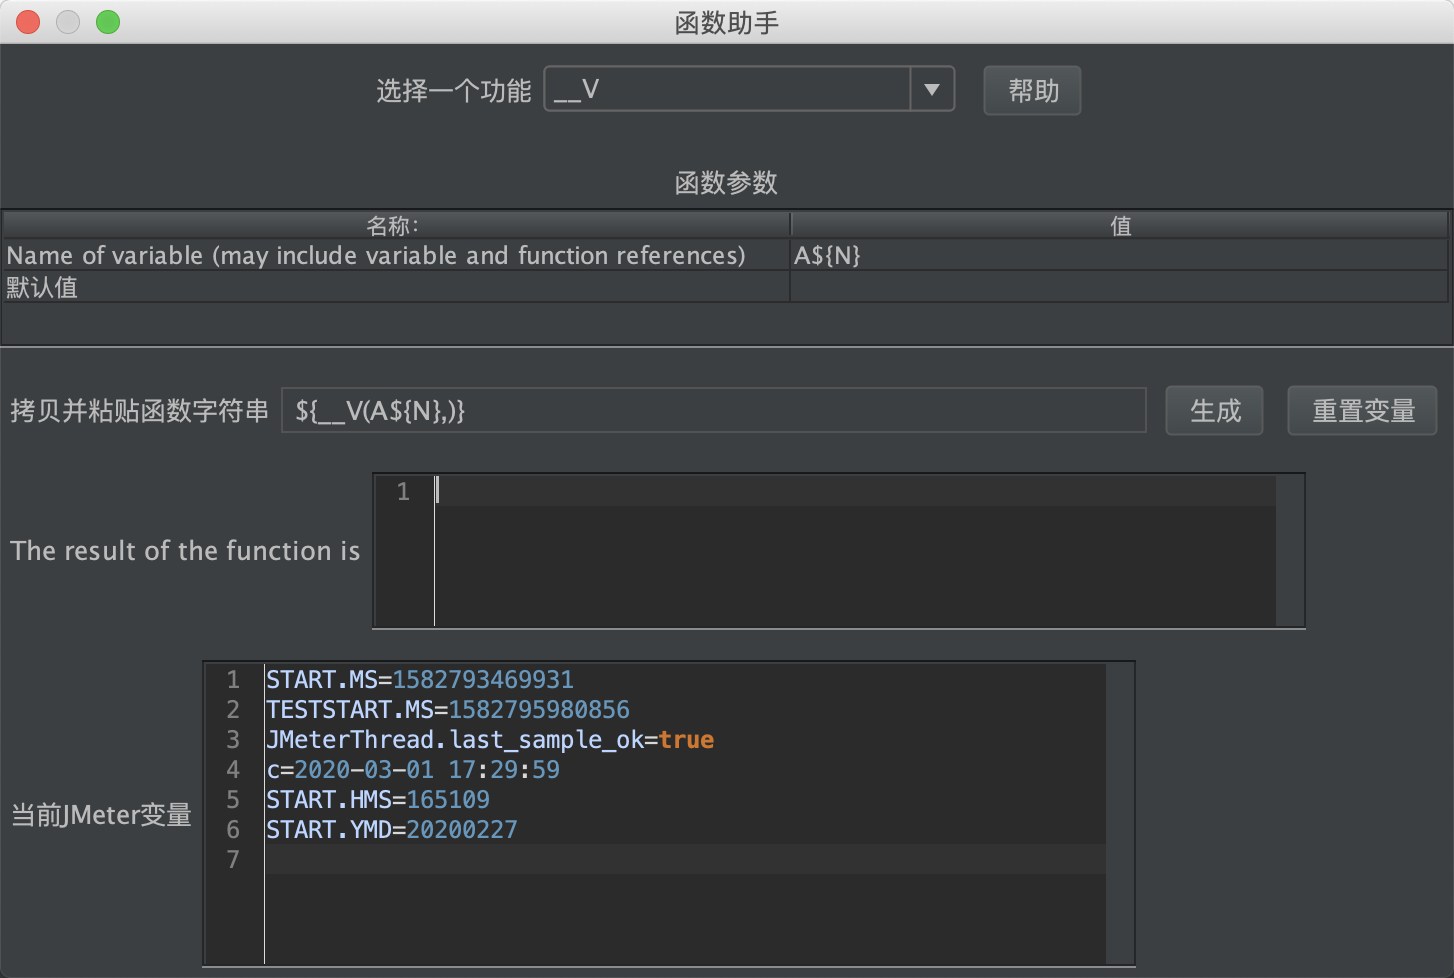 函数助手
选择一个功能 __V 帮助
函数参数
名称: 值
Name of variable (may include variable and function references) A${N}
默认值
拷贝并粘贴函数字符串 ${__V(A${N},)} 生成 重置变量
1
The result of the function is
1 START.MS=1582793469931
2 TESTSTART.MS=1582795980856
3 JMeterThread.last_sample_ok=true
4 c=2020-03-01 17:29:59
5 START.HMS=165109
当前JMeter变量
6 START.YMD=20200227
7